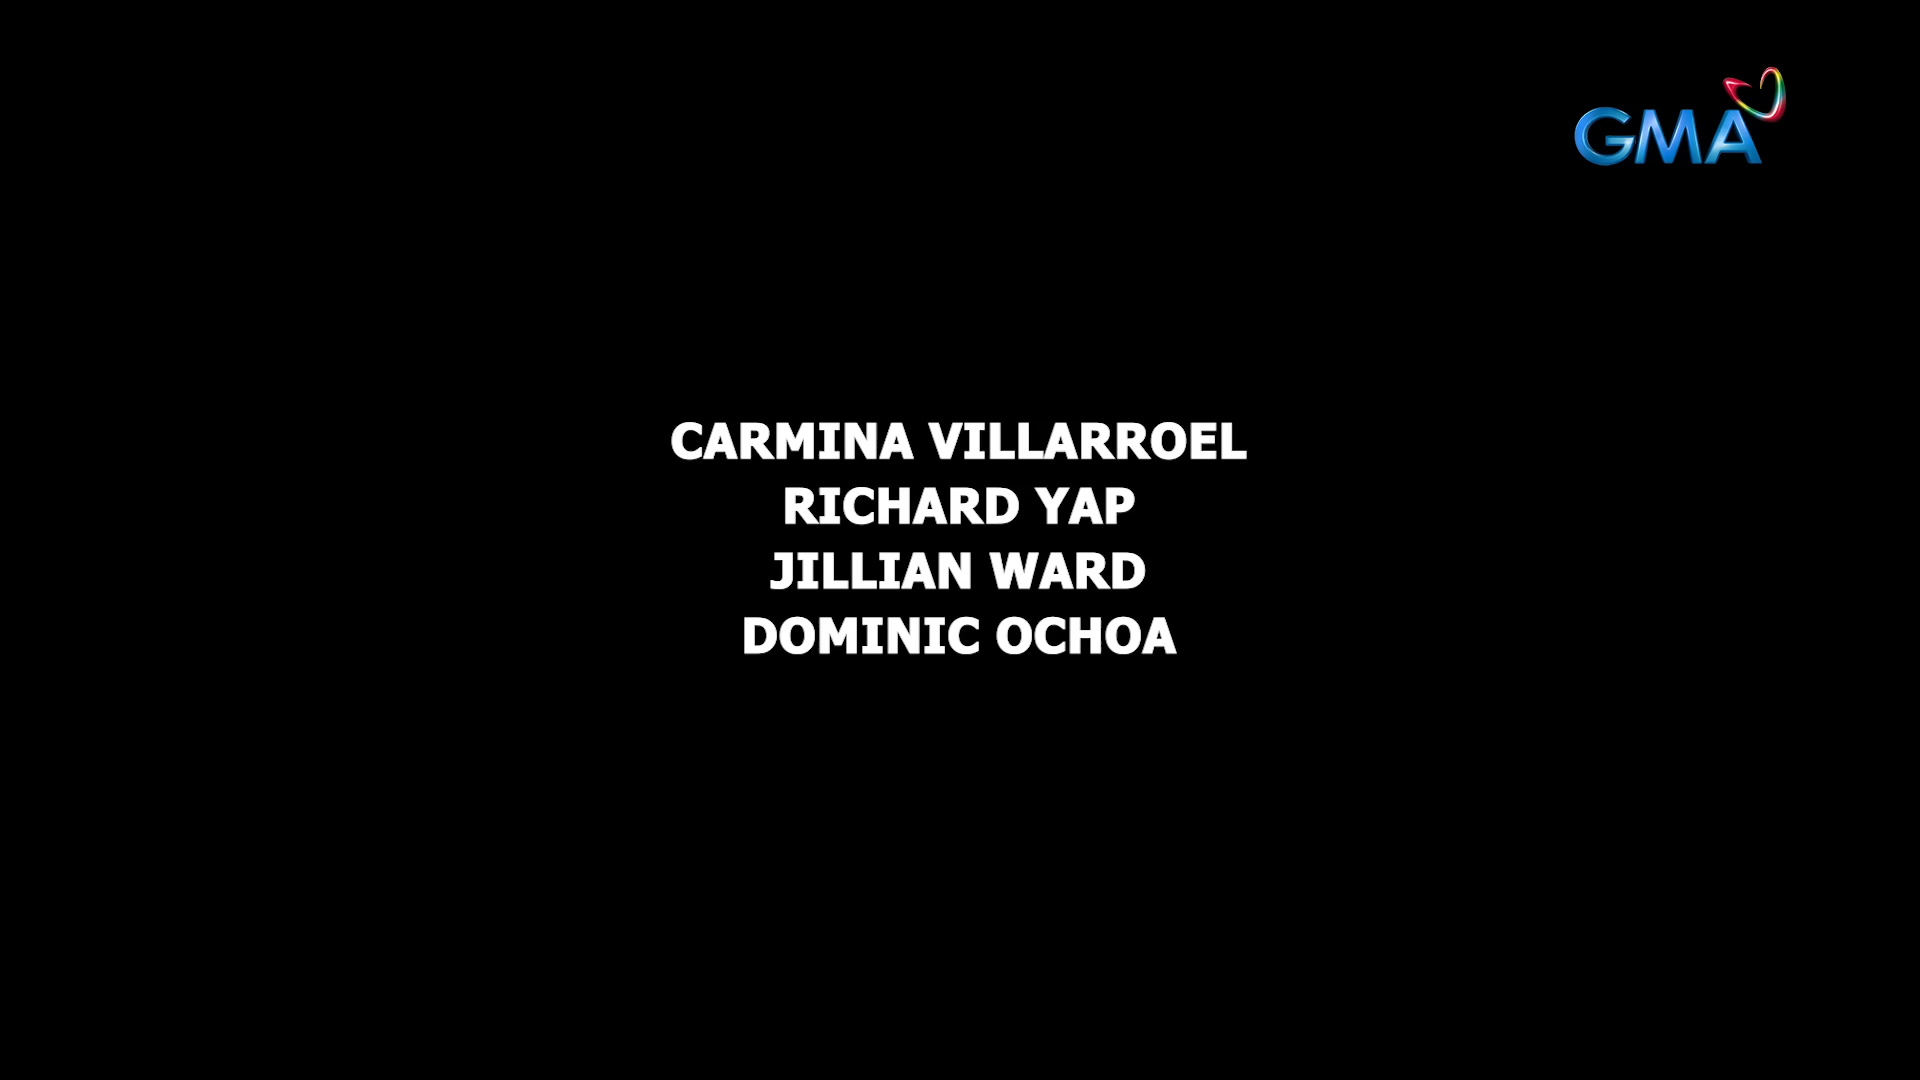 GMA
CARMINA VILLARROEL
RICHARD YAP
JILLIAN WARD
DOMINIC OCHOA